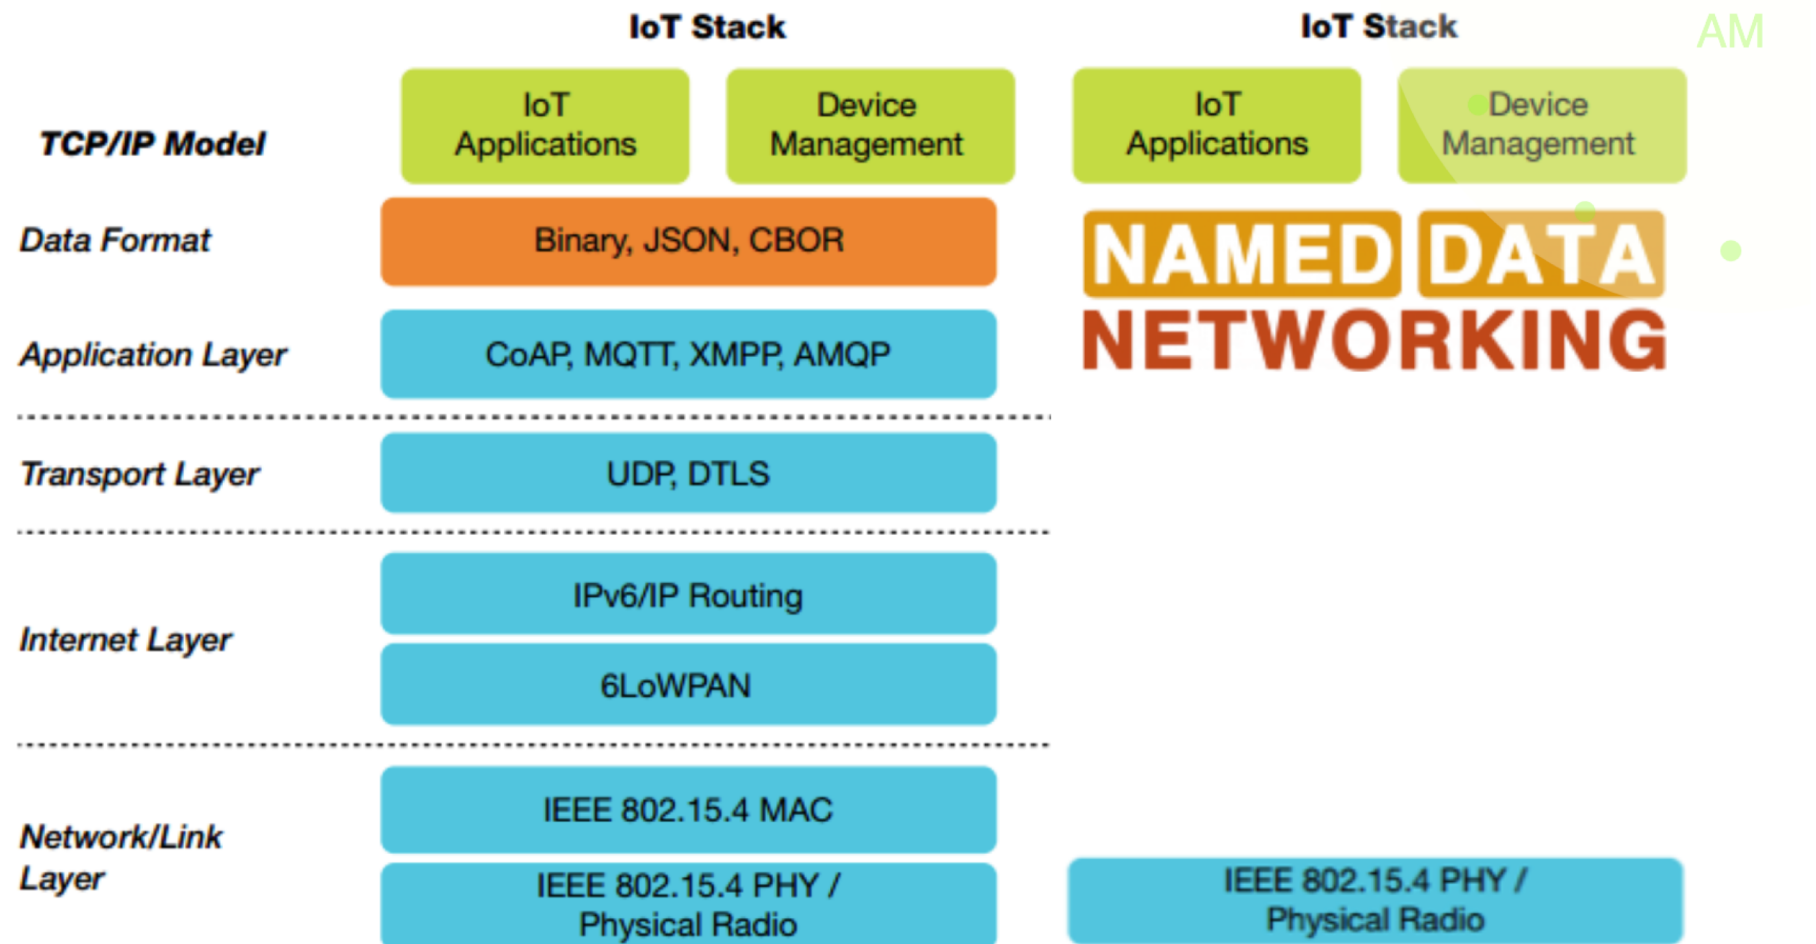 IoT Stack
IoT Stack
AM
TCP/IP Model
IoT
Applications
Device
Management
IoT
Applications
Device
Management
Data Format
Binary, JSON, CBOR
NAMED DATA
NETWORKING
Application Layer
CoAP, MQTT, XMPP, AMQP
Transport Layer
UDP, DTLS
Internet Layer
IPv6/IP Routing
6LoWPAN
Network/Link
Layer
IEEE 802.15.4 MAC
IEEE 802.15.4 PHY /
Physical Radio
IEEE 802.15.4 PHY /
Physical Radio